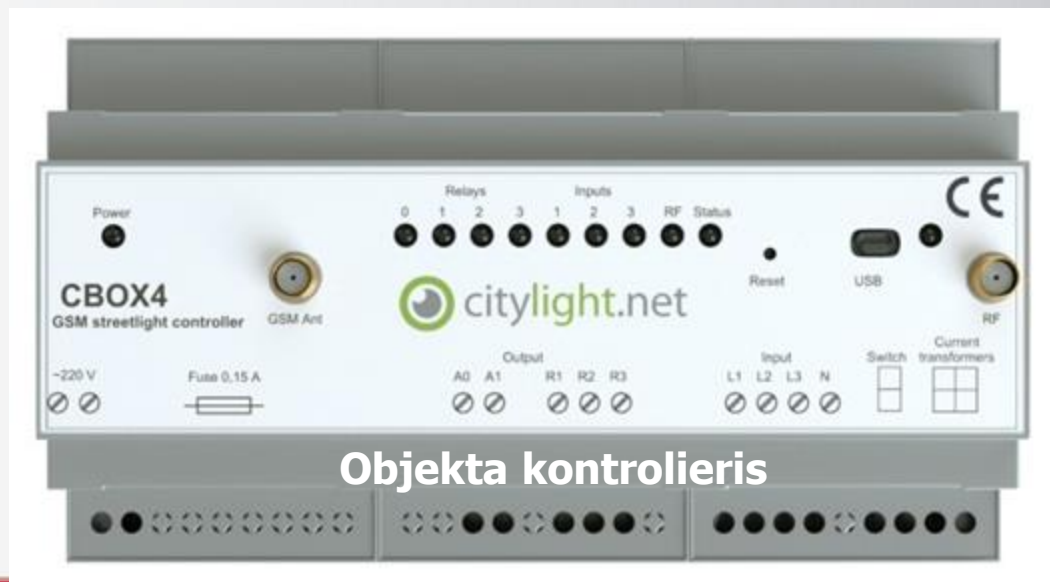 Relays Inputs
Power 0 1 2 3 1 2 3 RF Status
CE
Reset USB
CBOX4
GSM streetlight controller
GSM Ant
citylight.net
RF
Output Input Switch Current transformers
~220 V Fuse 0,15 A A0 A1 R1 R2 R3 L1 L2 L3 N
Objekta kontrolieris